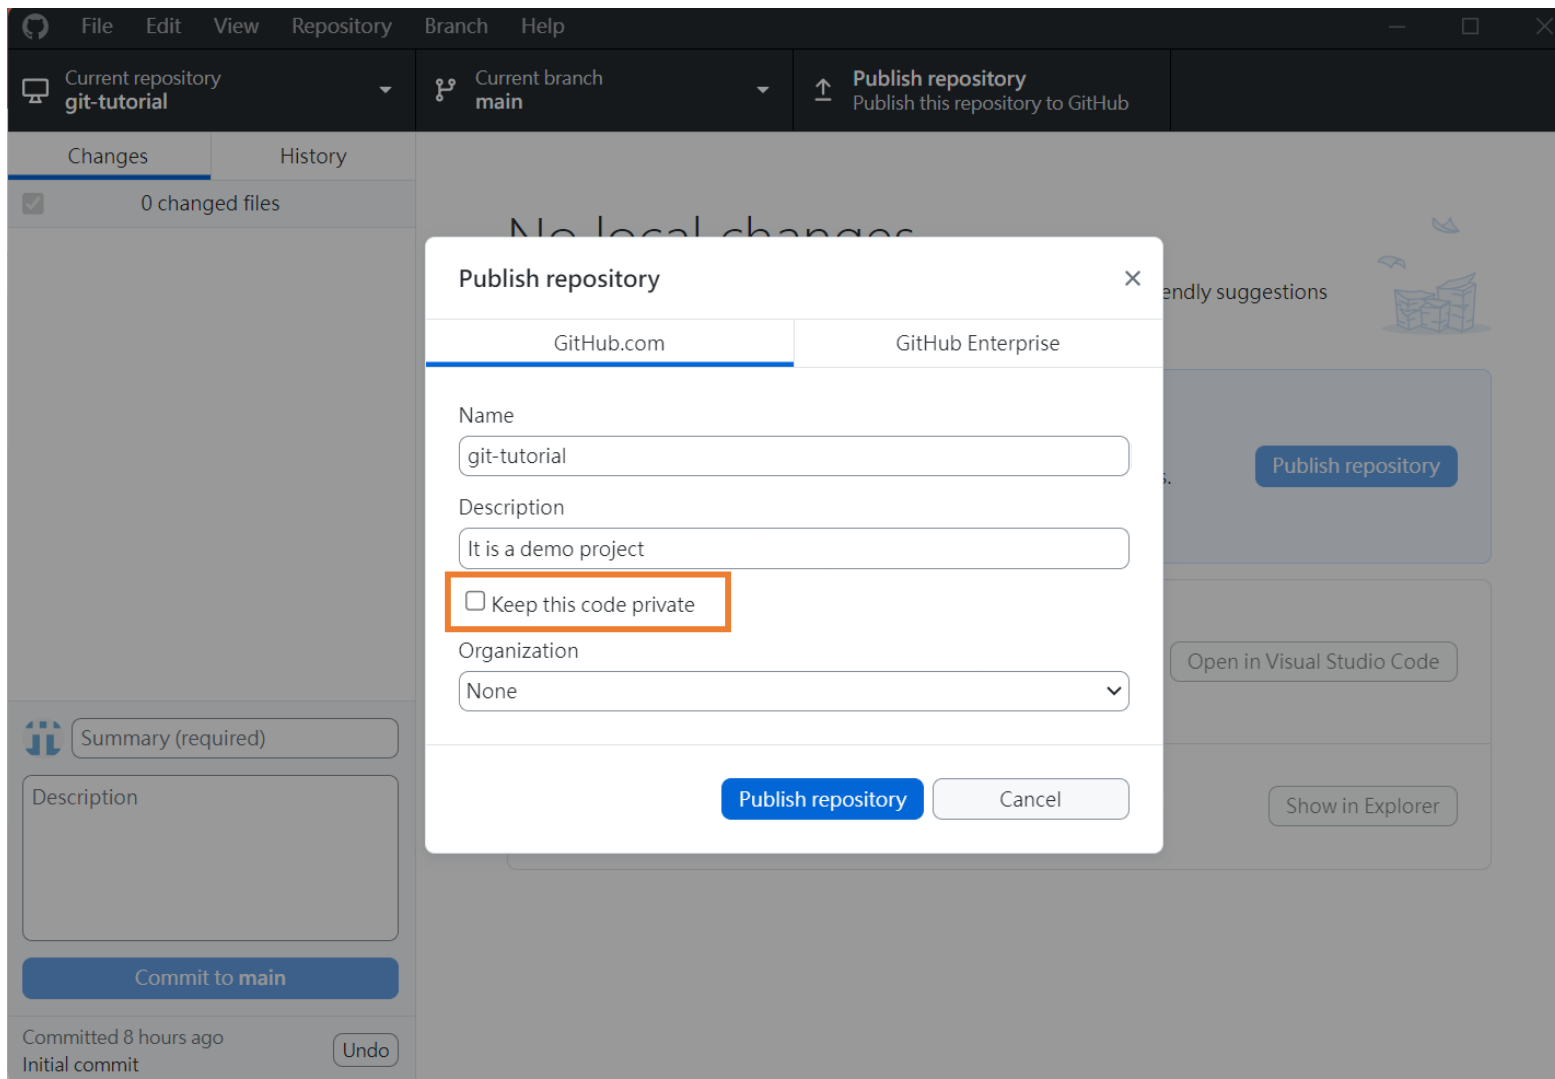 File Edit View Repository Branch Help
Current repository
git-tutorial
Current branch
main
Publish repository
Publish this repository to GitHub
Changes History
0 changed files
No local changes
endly suggestions
Publish repository
GitHub.com GitHub Enterprise
Name
git-tutorial
Description
It is a demo project
Keep this code private
Organization
None
Publish repository Cancel
s.
Publish repository
Open in Visual Studio Code
Show in Explorer
Summary (required)
Description
Commit to main
Committed 8 hours ago
Initial commit
Undo